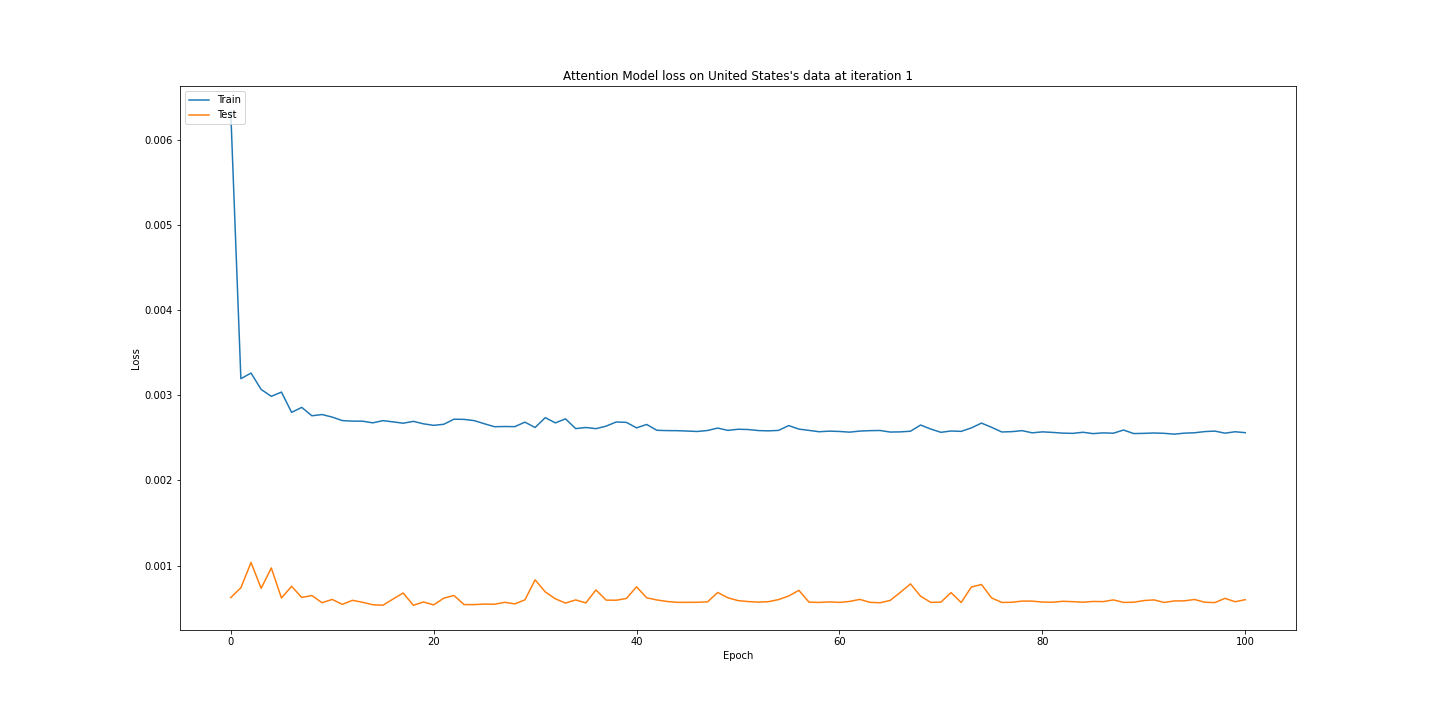 Attention Model loss on United States's data at iteration 1
Train
Test
0.006
0.005
0.004
0.003
0.002
0.001
Loss
0
20
40
60
80
100
Epoch